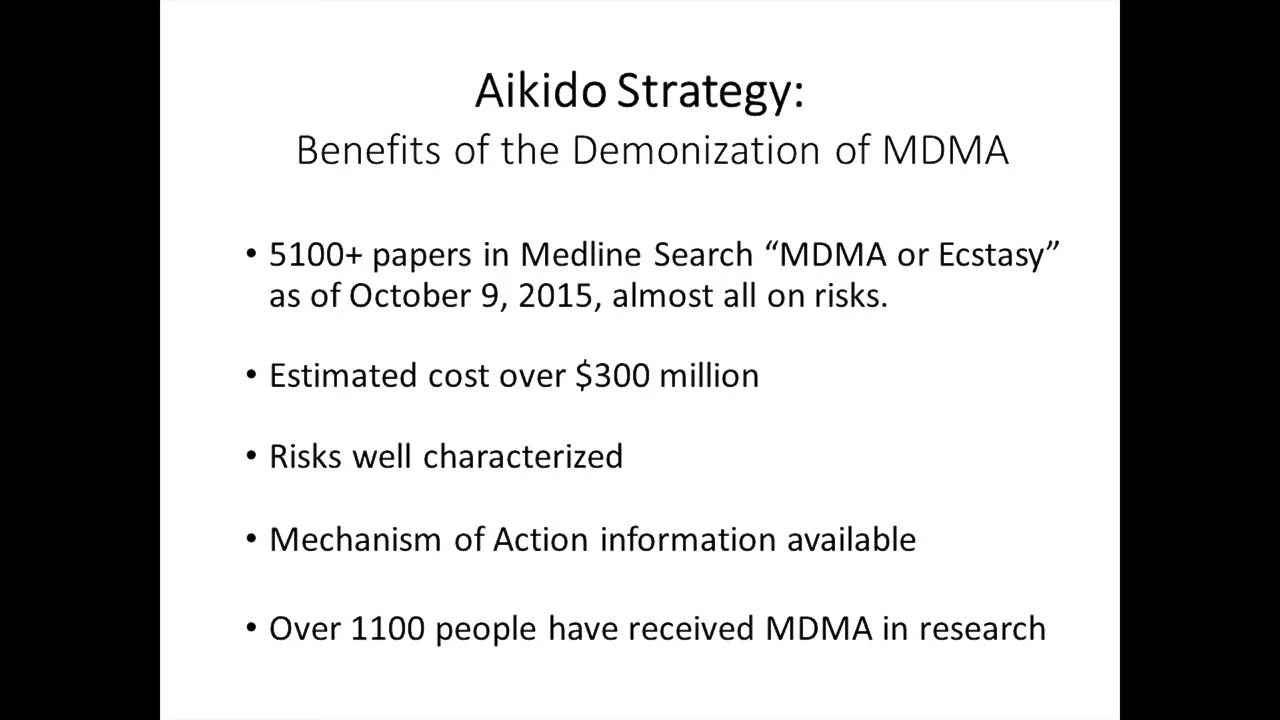 Aikido Strategy:
Benefits of the Demonization of MDMA
• 5100+ papers in Medline Search “MDMA or Ecstasy”
as of October 9, 2015, almost all on risks.
• Estimated cost over $300 million
• Risks well characterized
• Mechanism of Action information available
• Over 1100 people have received MDMA in research